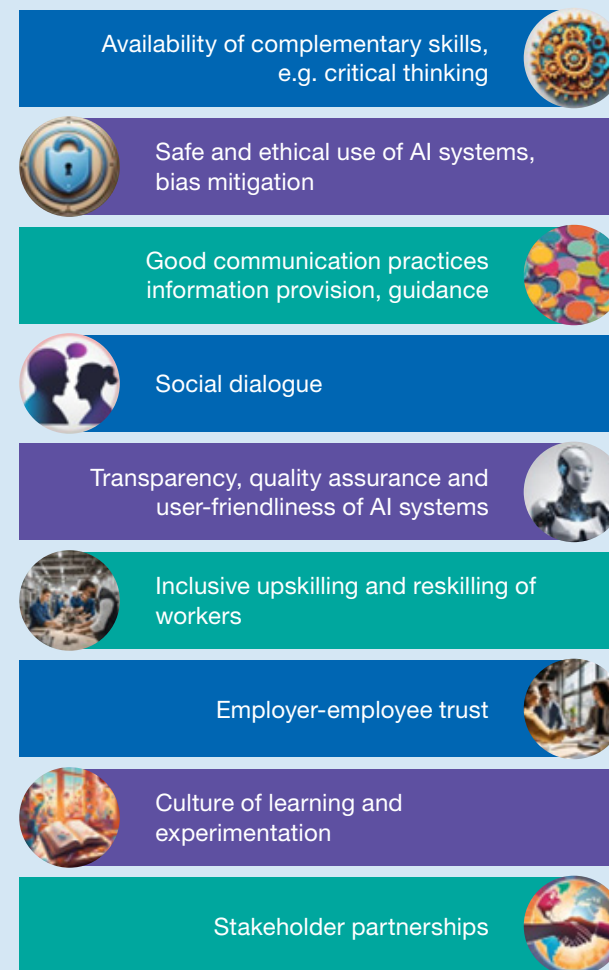 Availability of complementary skills,
e.g. critical thinking
Safe and ethical use of AI systems,
bias mitigation
Good communication practices
information provision, guidance
Social dialogue
Transparency, quality assurance and
user-friendliness of AI systems
Inclusive upskilling and reskilling of
workers
Employer-employee trust
Culture of learning and
experimentation
Stakeholder partnerships